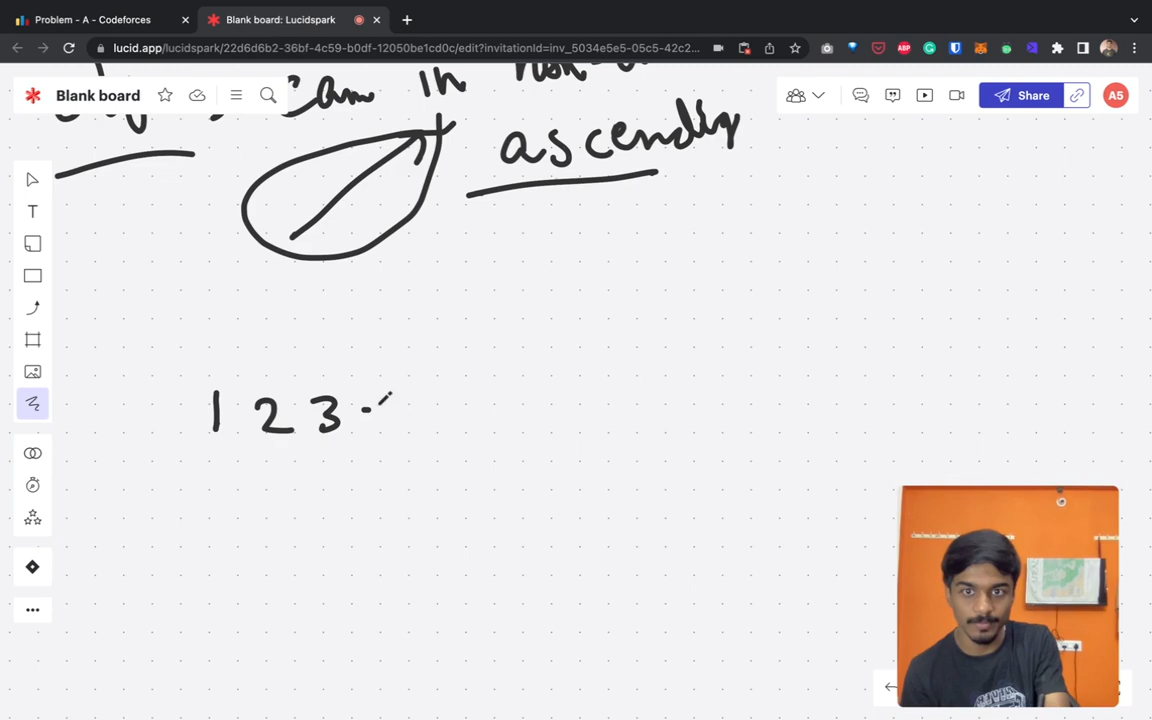 Problem - A - Codeforces
Blank board: Lucidspark
lucid.app/lucidspark/22d6d6b2-36bf-4c59-b0df-12050be1cd0c/edit?invitationId=inv_5034e5e5-05c5-42c2...
in
Blank board
Share
A5
ascending
1 2 3 -